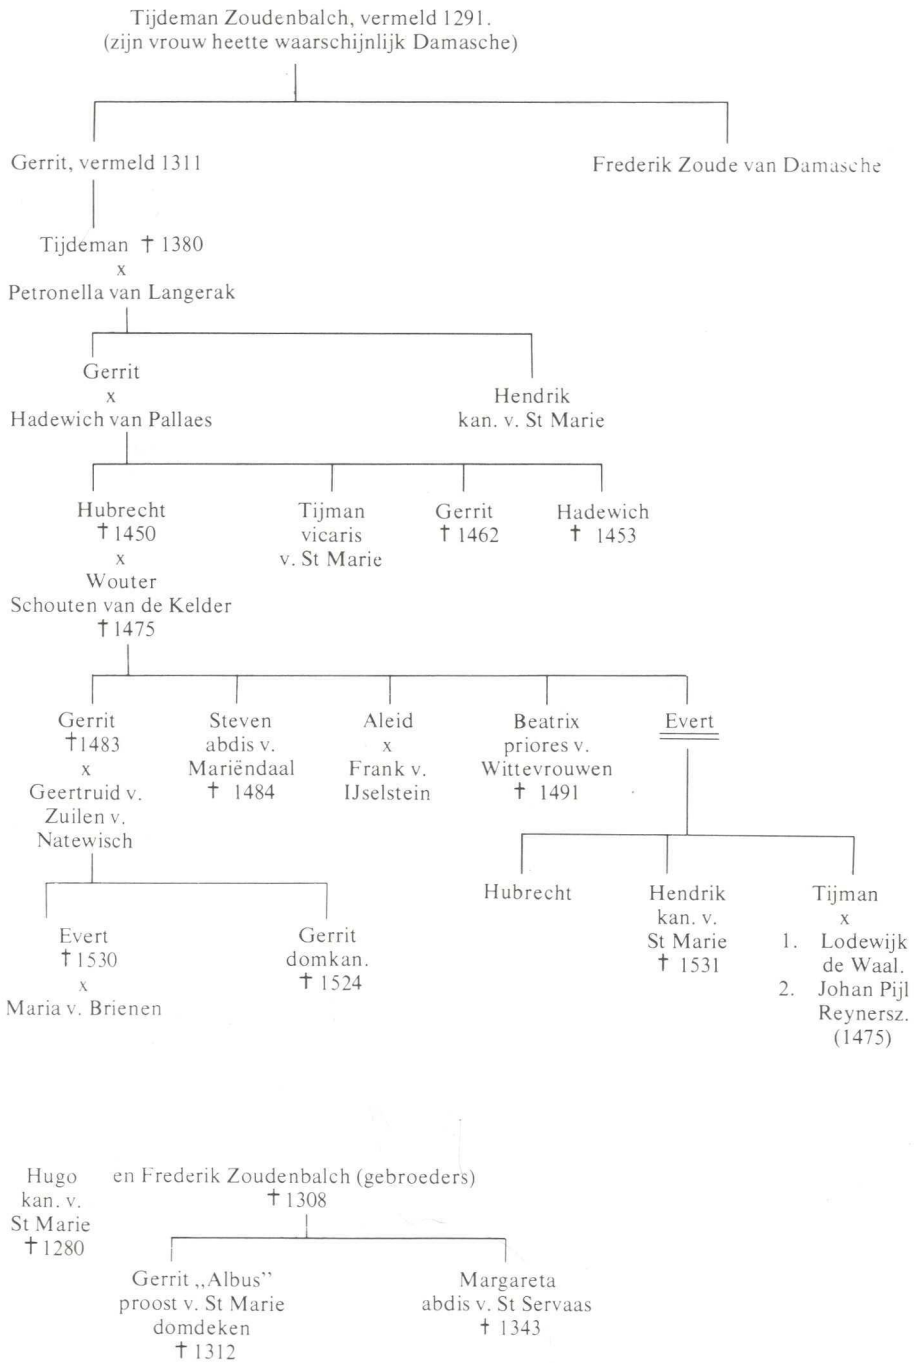 Tijdeman Zoudenbalch, vermeld 1291.
(zijn vrouw heette waarschijnlijk Damasche)
Gerrit, vermeld 1311
Frederik Zoude van Damasche
Tijdeman † 1380
x
Petronella van Langerak
Gerrit
x
Hadewich van Pallaes
Hendrik
kan. v. St Marie
Hubrecht
† 1450
x
Wouter
Schouten van de Kelder
† 1475
Tijman
vicaris
v. St Marie
Gerrit
† 1462
Hadewich
† 1453
Gerrit
†1483
x
Geertruid v.
Zuilen v.
Natewisch
Steven
abdis v.
Mariëndaal
† 1484
Aleid
x
Frank v.
IJselstein
Beatrix
priores v.
Wittevrouwen
† 1491
Evert
Hubrecht
Hendrik
kan. v.
St Marie
† 1531
Tijman
x
1. Lodewijk
de Waal.
2. Johan Pijl
Reynersz.
(1475)
Evert
†1530
x
Maria v. Brienen
Gerrit
domkan.
† 1524
Hugo en Frederik Zoudenbalch (gebroeders)
kan. v.
St Marie
† 1280
† 1308
Gerrit „Albus”
proost v. St Marie
domdeken
† 1312
Margareta
abdis v. St Servaas
† 1343